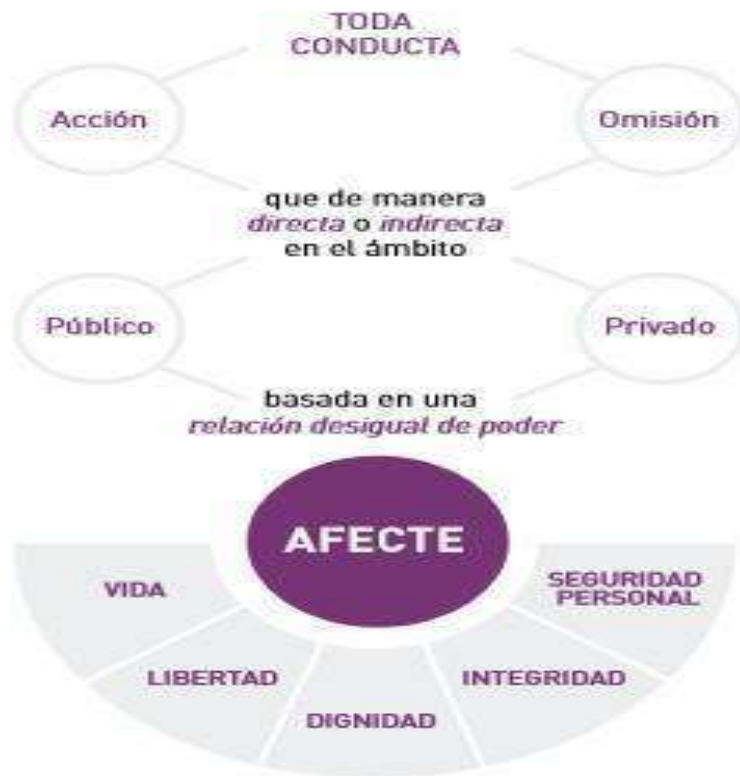 TODA
CONDUCTA
Acción
Omisión
que de manera
directa o indirecta
en el ámbito
Público
Privado
basada en una
relación desigual de poder
AFECTE
VIDA
LIBERTAD
DIGNIDAD
INTEGRIDAD
SEGURIDAD
PERSONAL